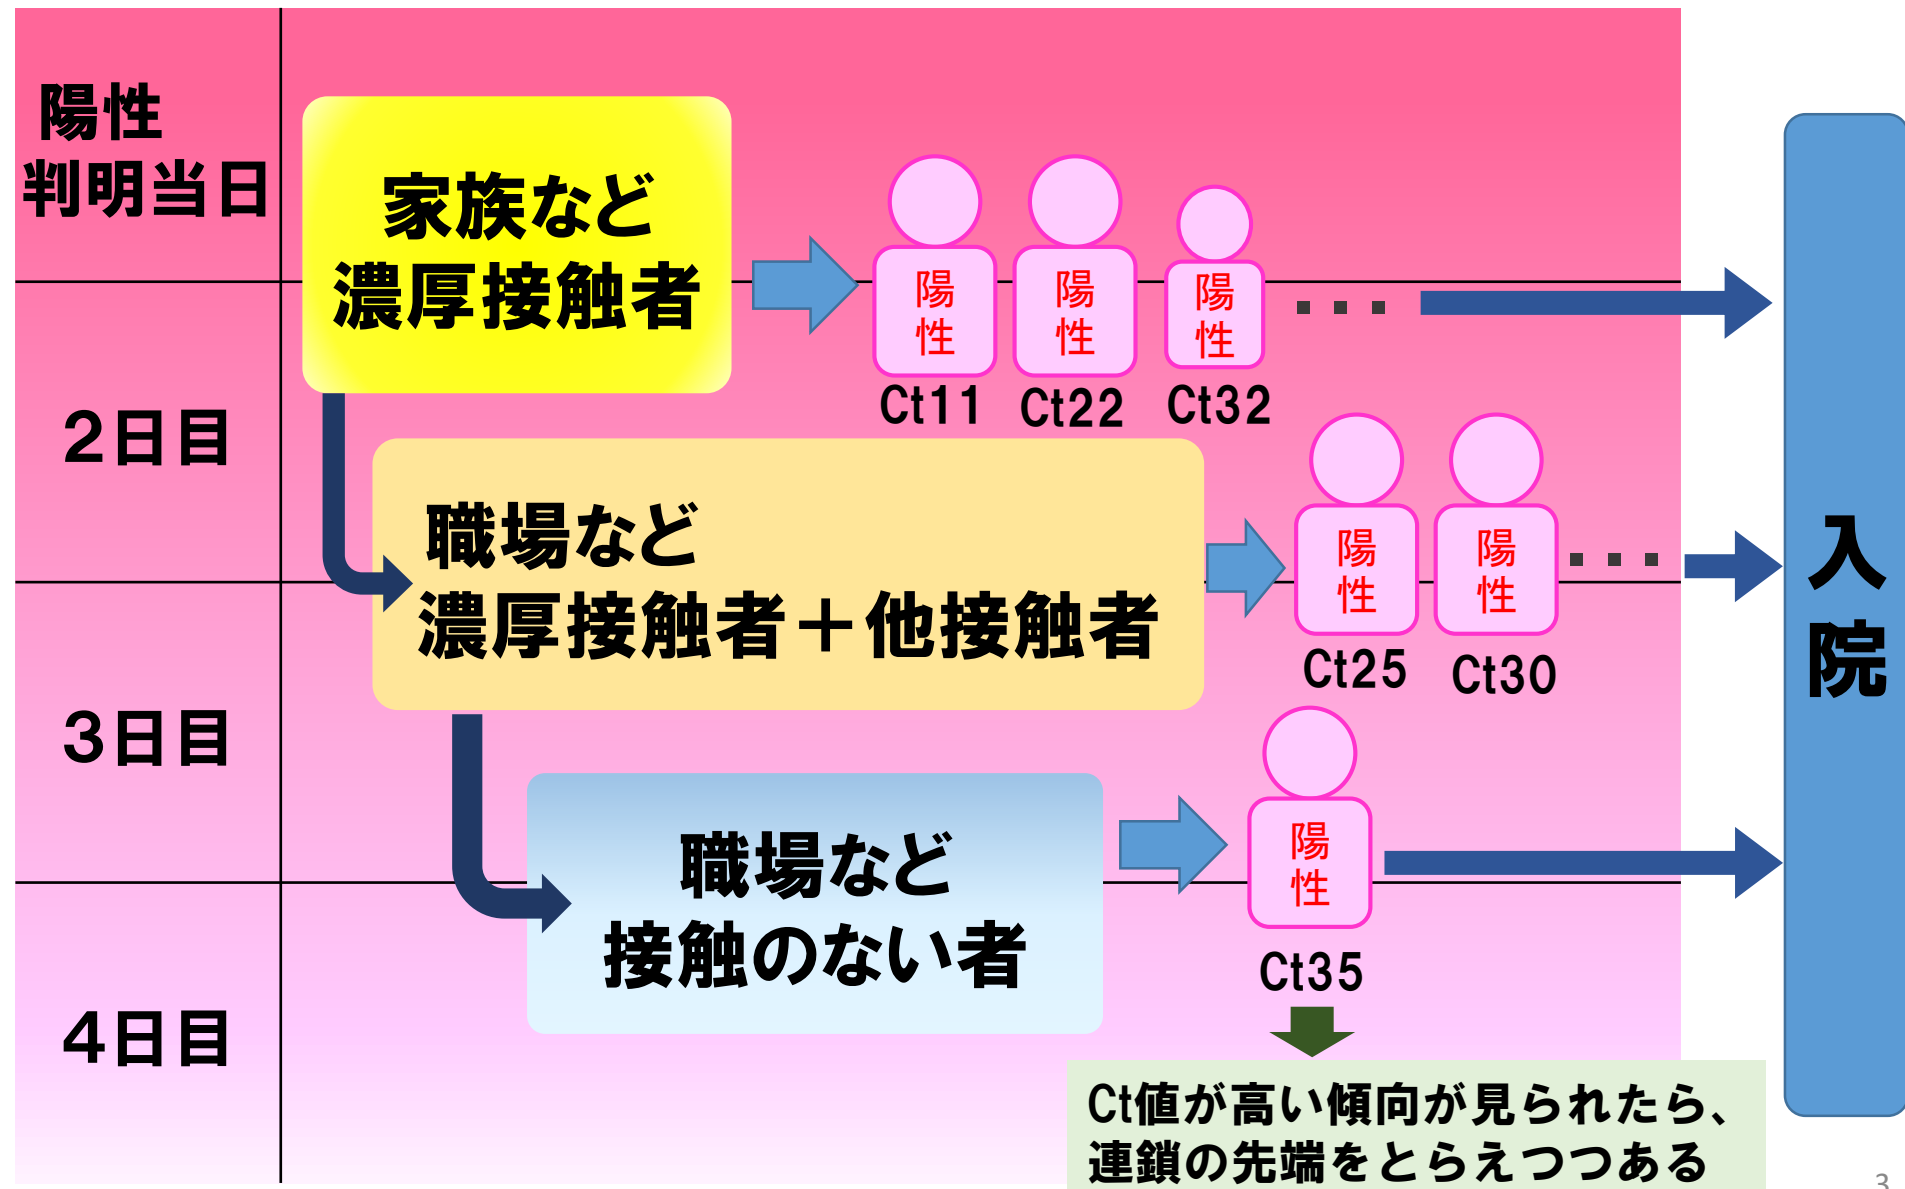 陽性
判明当日
家族など
濃厚接触者
陽
性
陽
性
陽
性
・・・
Ct11
Ct22
Ct32
2日目
職場など
濃厚接触者＋他接触者
陽
性
陽
性
・・・
Ct25
Ct30
入
院
3日目
職場など
接触のない者
陽
性
Ct35
4日目
Ct値が高い傾向が見られたら、
連鎖の先端をとらえつつある
3